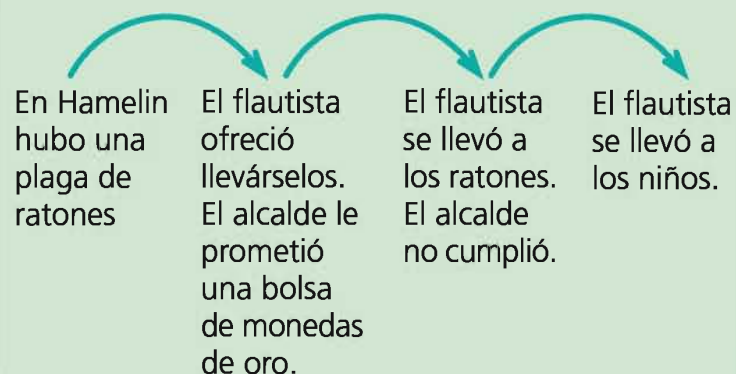 En Hamelin
hubo una
plaga de
ratones
El flautista
ofreció
llevárselos.
El alcalde le
prometió
una bolsa
de monedas
de oro.
El flautista
se llevó a
los ratones.
El alcalde
no cumplió.
El flautista
se llevó a
los niños.